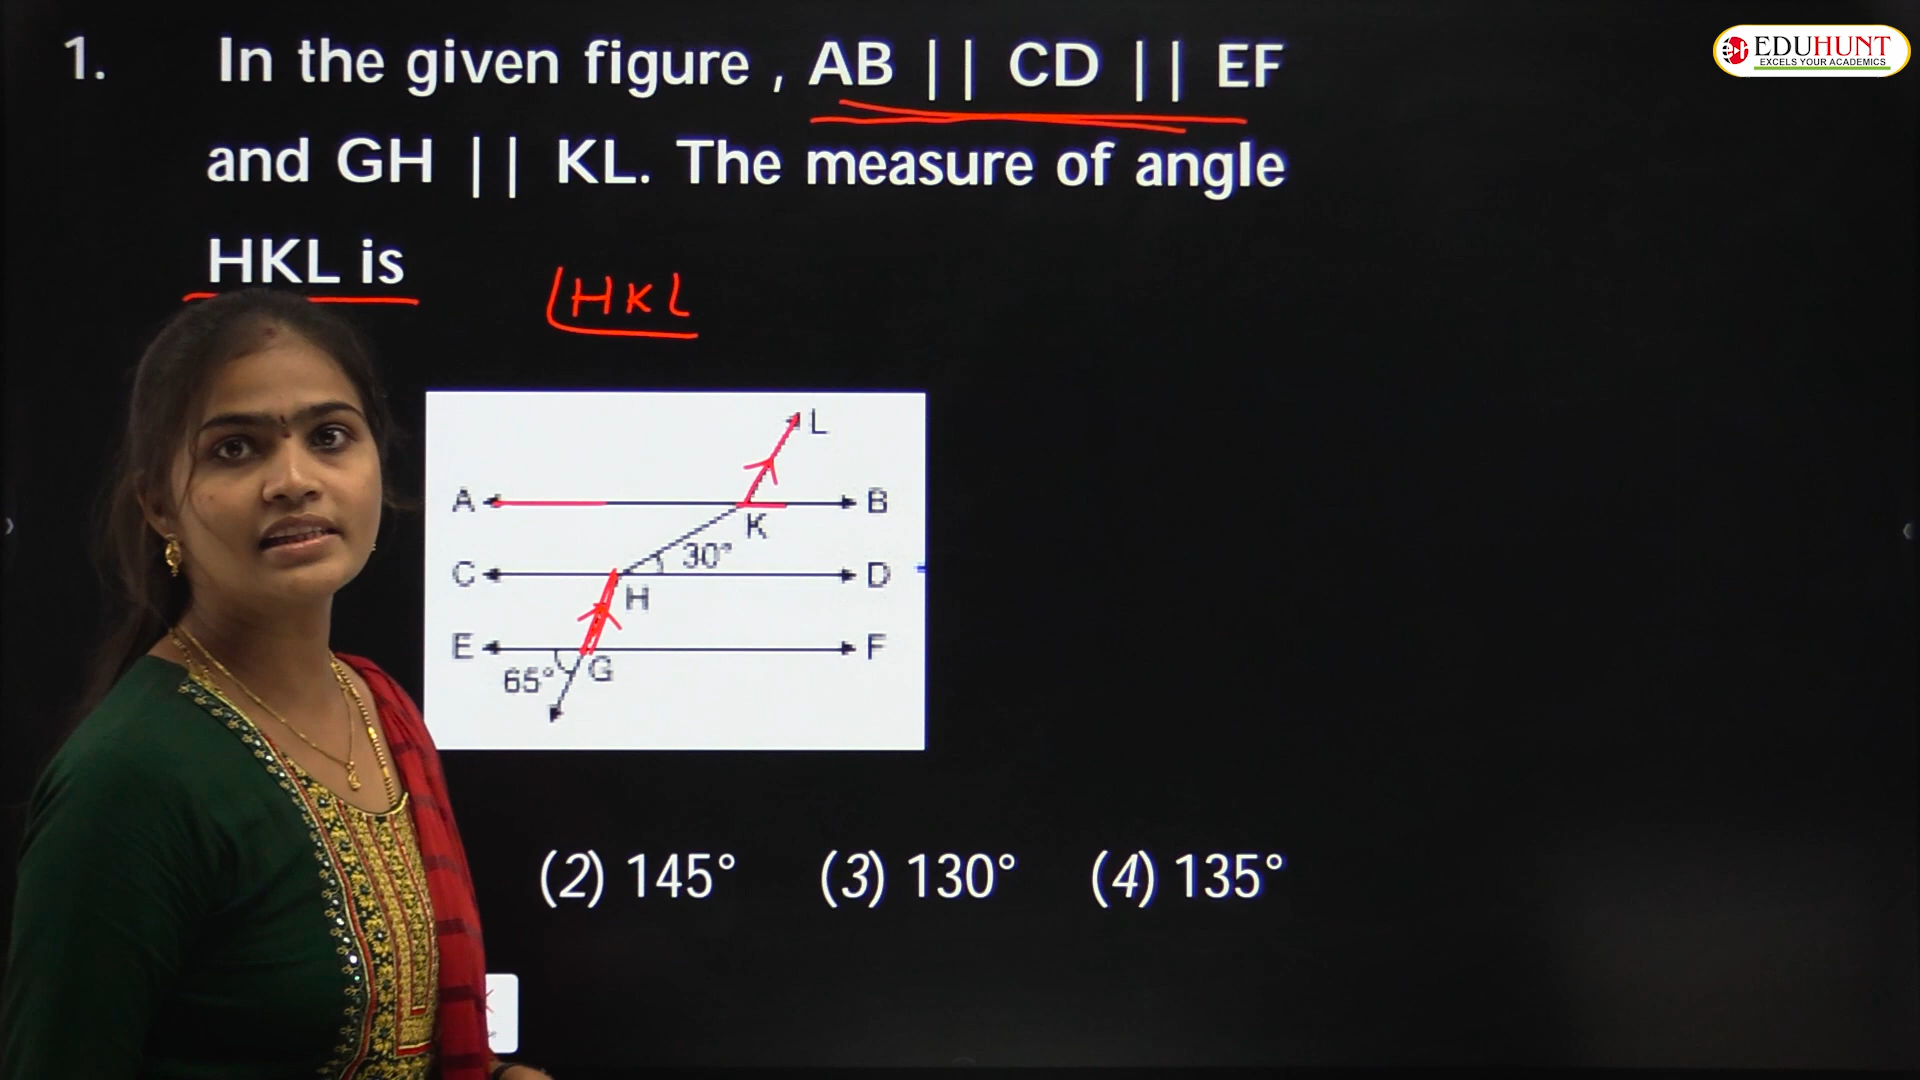 EDUHUNT
EXCELS YOUR ACADEMICS
1. In the given figure , AB || CD || EF
and GH || KL. The measure of angle
HKL is
HKL
L
A B
K
30°
C D
H
E F
65° G
(2) 145° (3) 130° (4) 135°